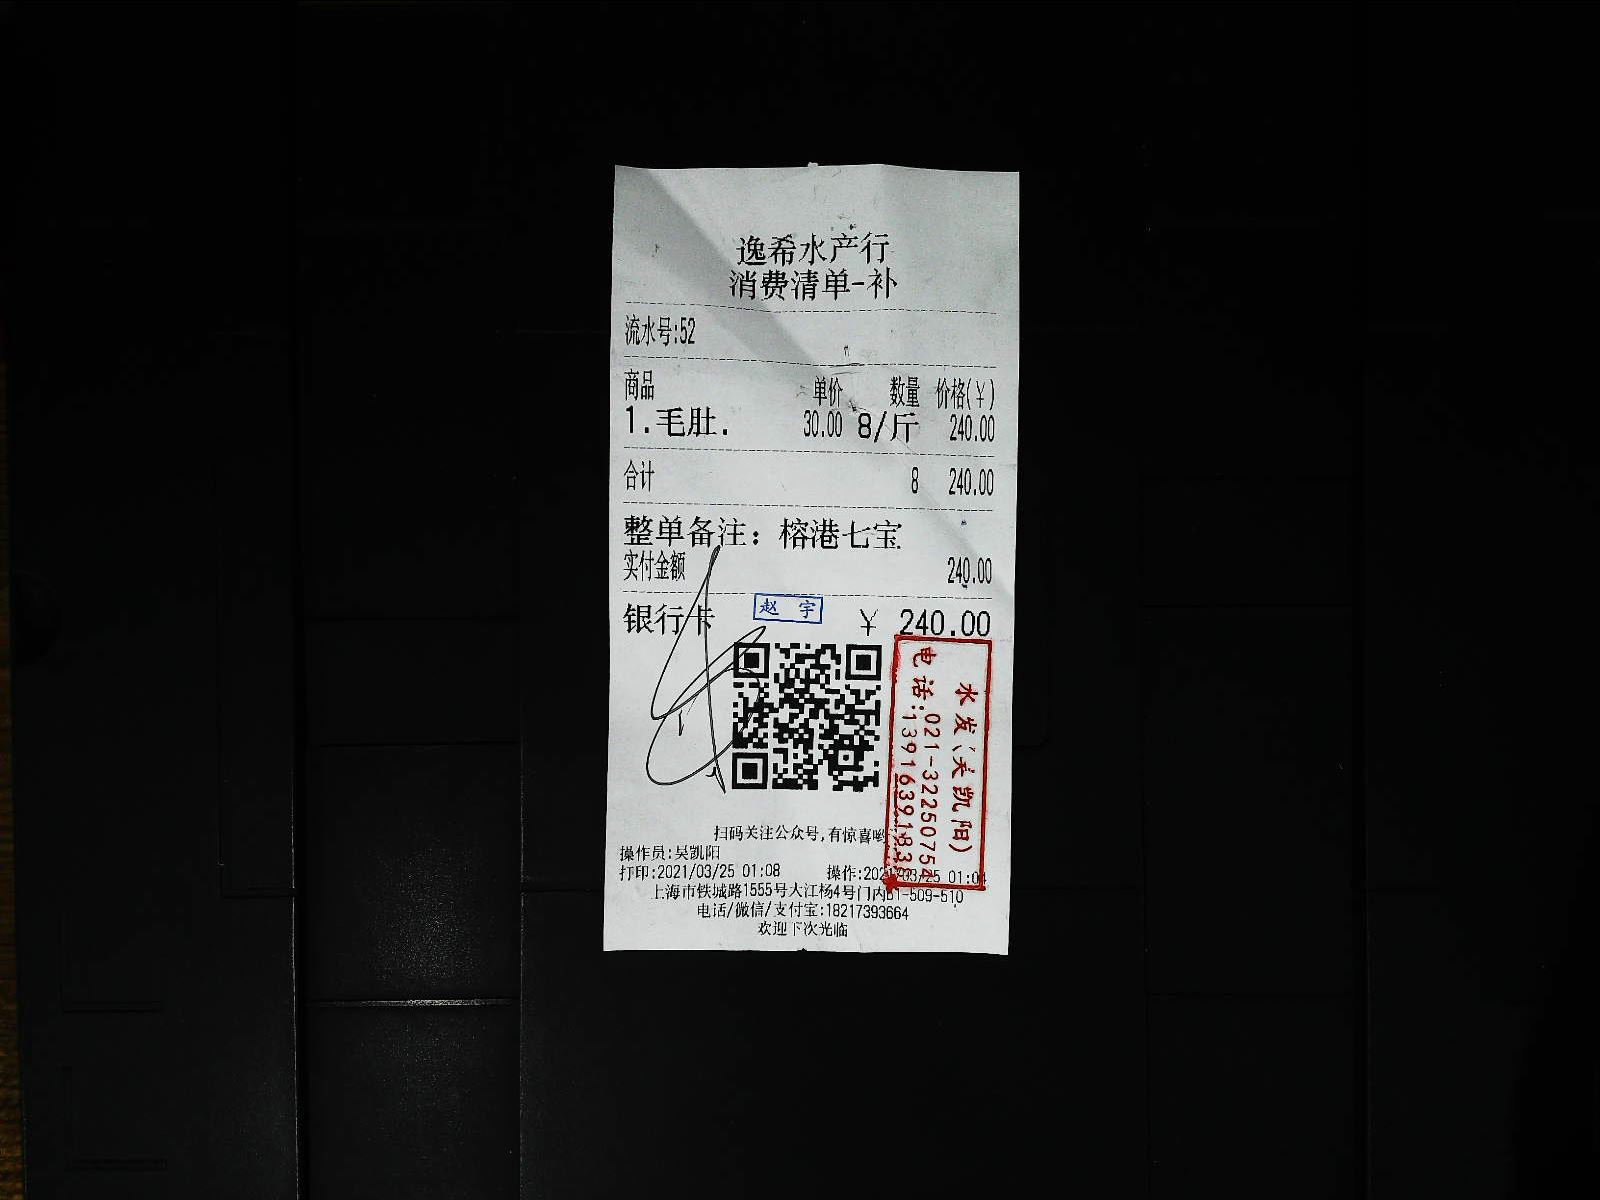 逸希水产行
消费清单-补
流水号:52
商品 单价 数量 价格(¥)
1.毛肚. 30.00 8/斤 240.00
合计 8 240.00
整单备注：榕港七宝
实付金额 240.00
银行卡 ¥ 240.00
赵 宇
水发(吴凯阳)
电话:021-32250754
1391639183
扫码关注公众号,有惊喜哟
操作员:吴凯阳
打印:2021/03/25 01:08 操作:2021/03/25 01:04
上海市铁城路1555号大江杨4号门内B1-509-510
电话/微信/支付宝:18217393664
欢迎下次光临